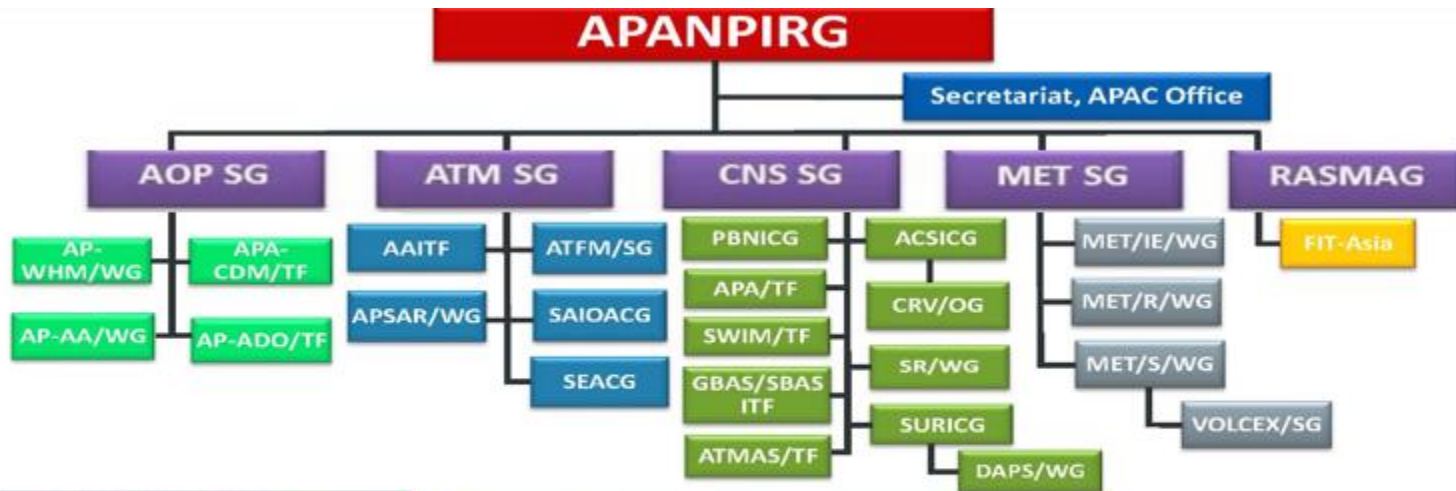 APANPIRG
Secretariat, APAC Office
AOP SG
ATM SG
CNS SG
MET SG
RASMAG
AP-
WHM/WG
APA-
CDM/TF
AP-AA/WG
AP-ADO/TF
AAITF
ATFM/SG
APSAR/WG
SAIOACG
SEACG
PBNICG
ACSICG
APA/TF
CRV/OG
SWIM/TF
SR/WG
GBAS/SBAS
ITF
SURICG
ATMAS/TF
DAPS/WG
MET/IE/WG
MET/R/WG
MET/S/WG
VOLCEX/SG
FIT-Asia